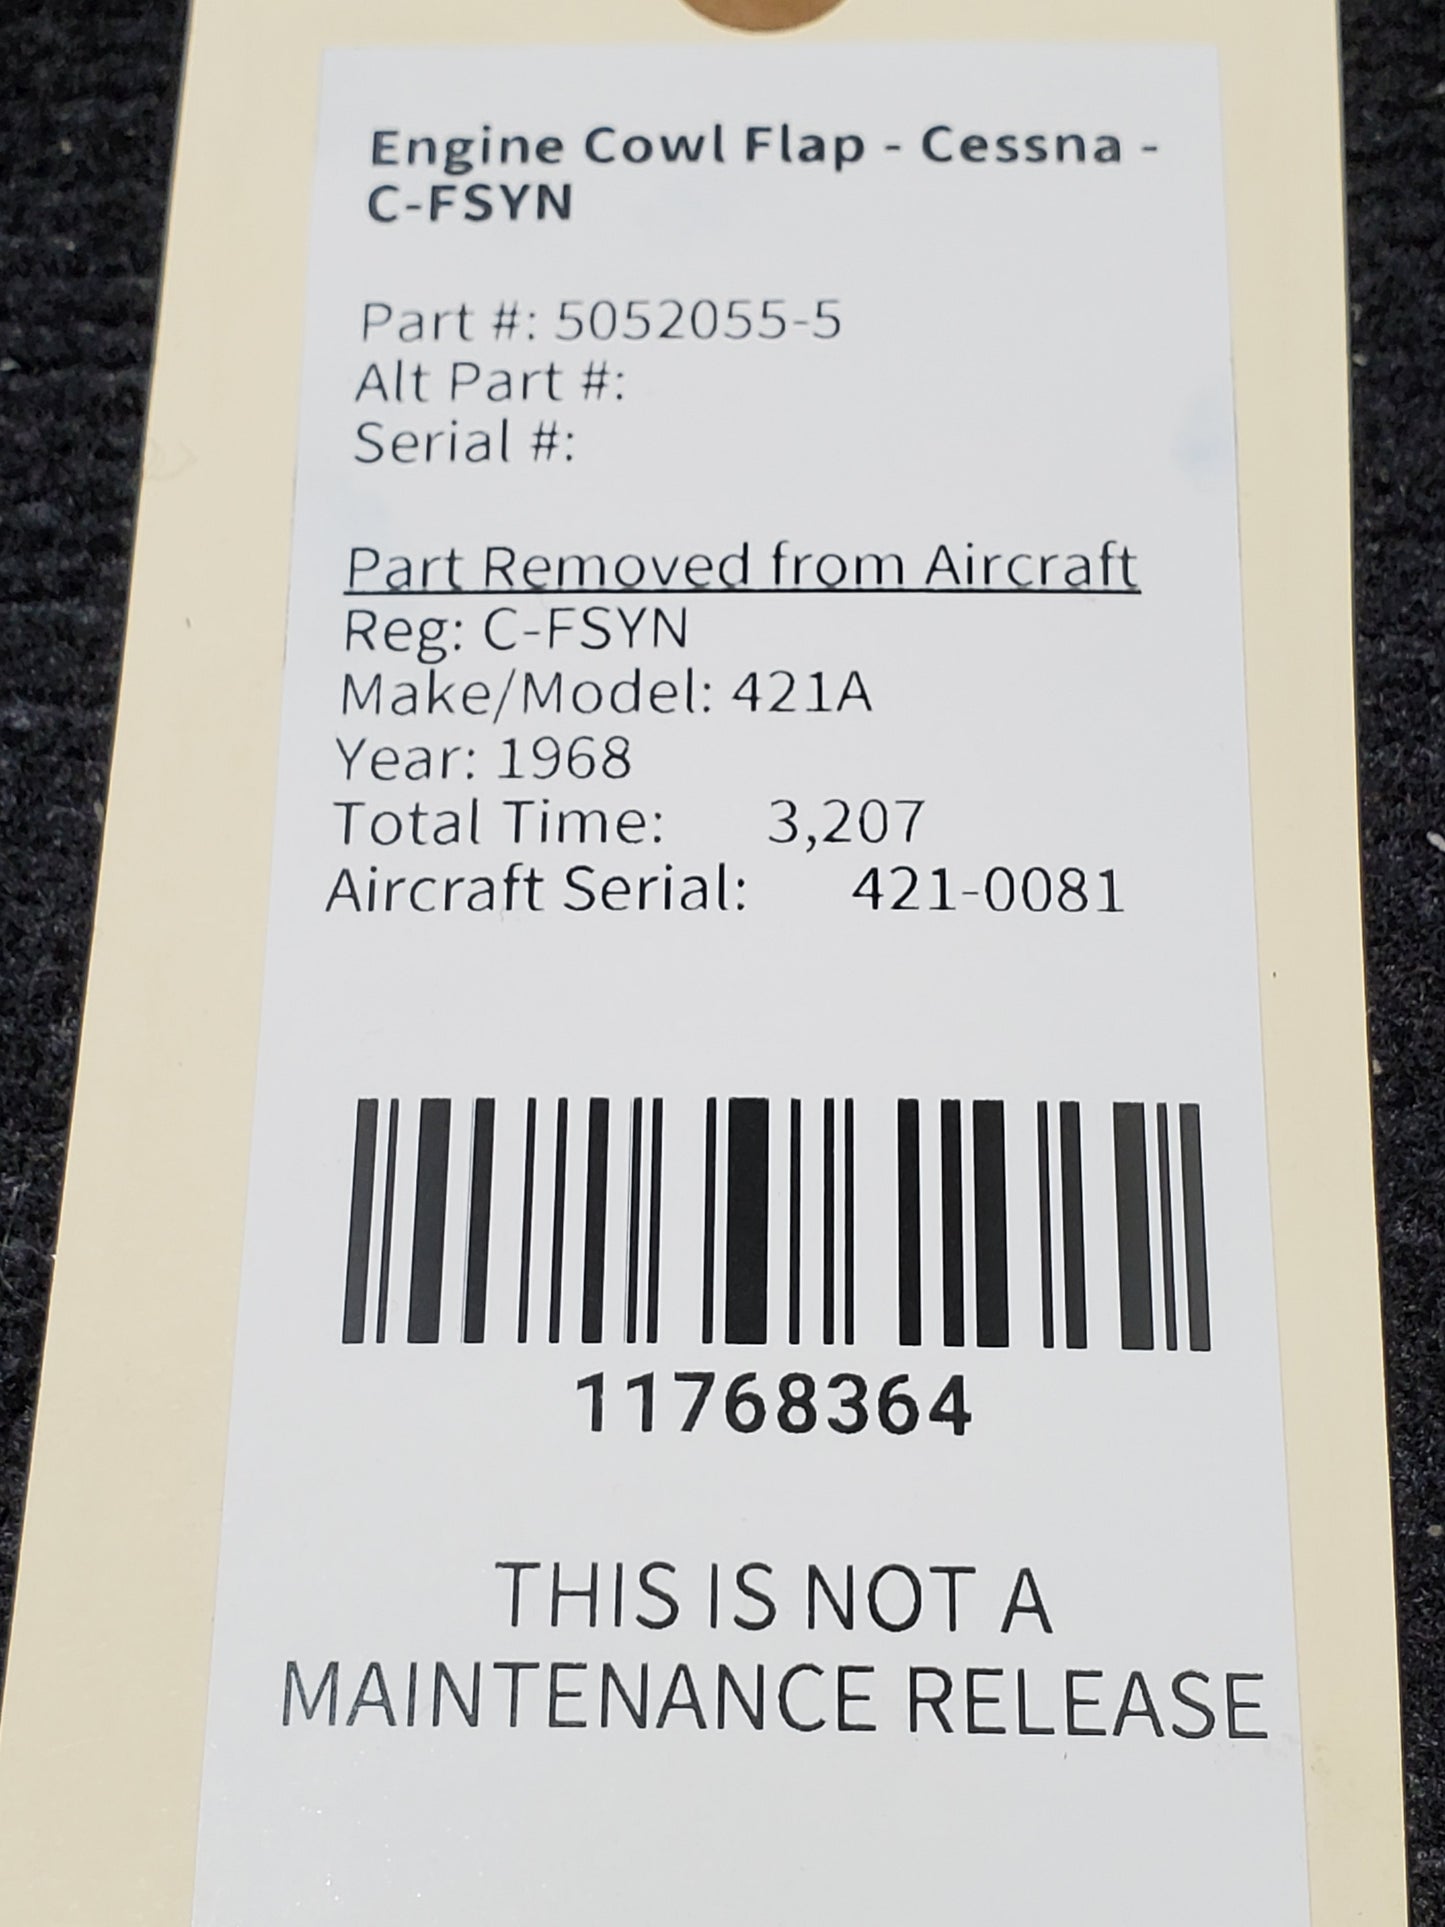 Engine Cowl Flap - Cessna -
C-FSYN
Part #: 5052055-5
Alt Part #:
Serial #:
Part Removed from Aircraft
Reg: C-FSYN
Make/Model: 421A
Year: 1968
Total Time: 3,207
Aircraft Serial: 421-0081
11768364
THIS IS NOT A
MAINTENANCE RELEASE